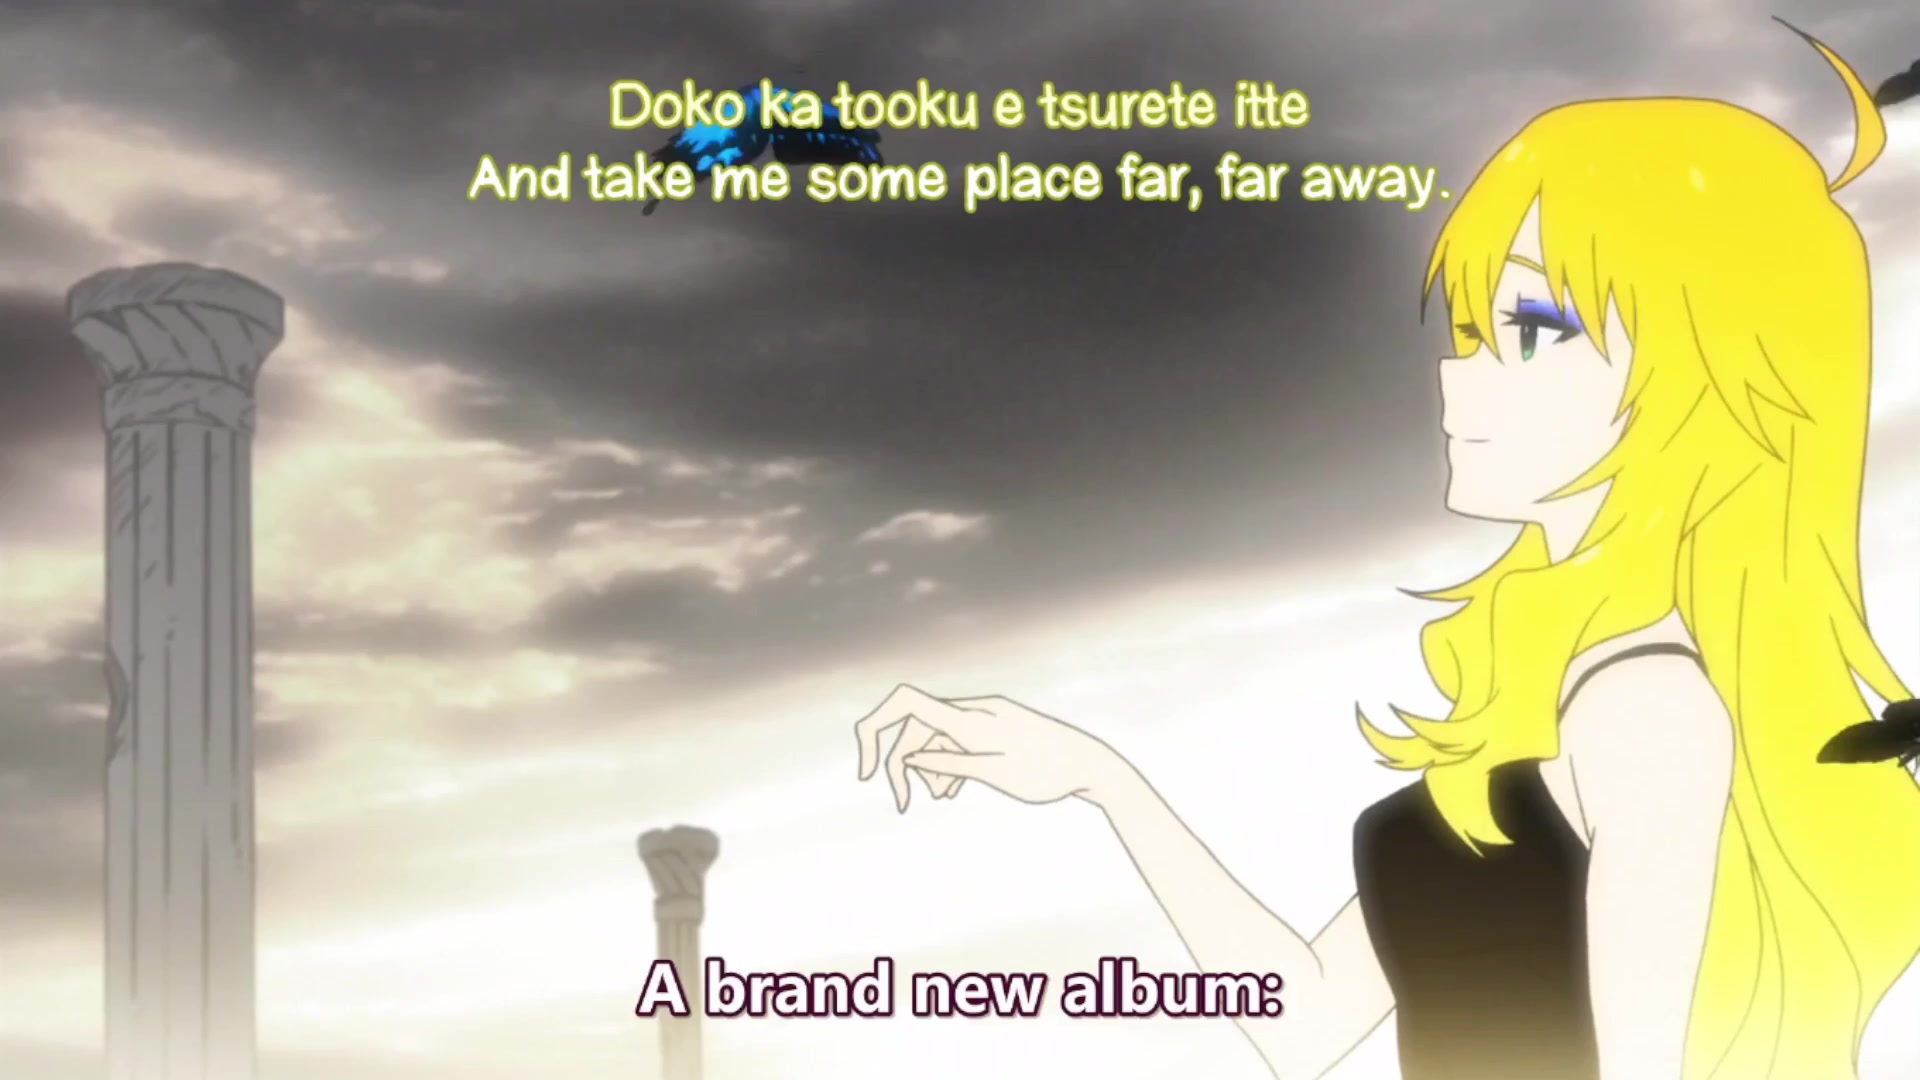 Doko ka tooku e tsurete itte
And take me some place far, far away.
A brand new album: